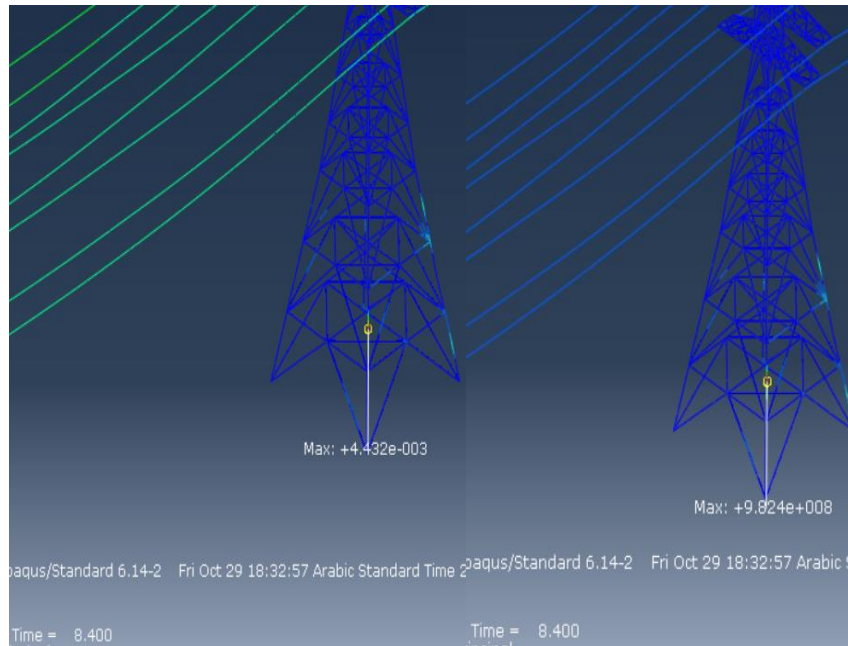 Max: +4.432e-003
paqus/Standard 6.14-2 Fri Oct 29 18:32:57 Arabic Standard Time 2
Time = 8.400
Max: +9.824e+008
paqus/Standard 6.14-2 Fri Oct 29 18:32:57 Arabic
Time = 8.400